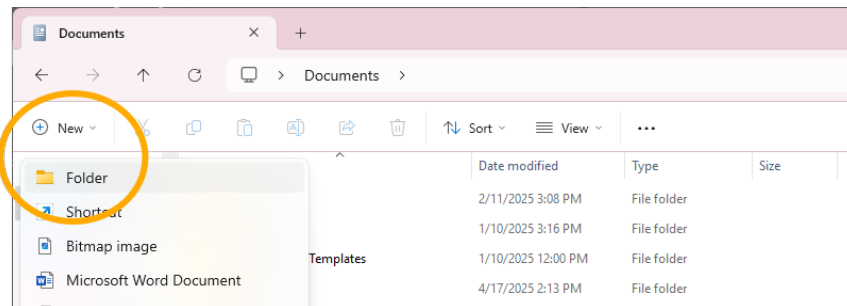 Documents
Documents
New
Sort
View
Date modified Type Size
Folder
2/11/2025 3:08 PM File folder
Shortcut
1/10/2025 3:16 PM File folder
Bitmap image
Templates 1/10/2025 12:00 PM File folder
Microsoft Word Document
4/17/2025 2:13 PM File folder